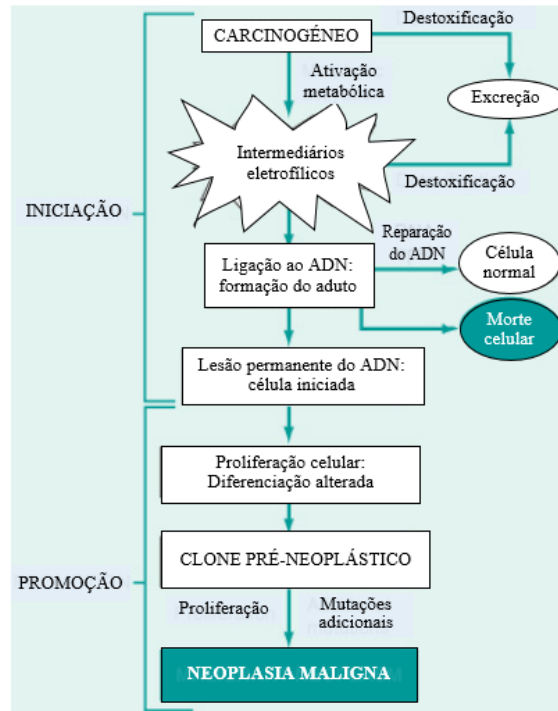 CARCINOGÉNEO
Destoxificação
Ativação
metabólica
Excreção
Intermediários
eletrofílicos
Destoxificação
INICIAÇÃO
Reparação
do ADN
Célula
normal
Ligação ao ADN:
formação do aduto
Morte
celular
Lesão permanente do ADN:
célula iniciada
Proliferação celular:
Diferenciação alterada
CLONE PRÉ-NEOPLÁSTICO
PROMOÇÃO
Proliferação
Mutações
adicionais
NEOPLASIA MALIGNA